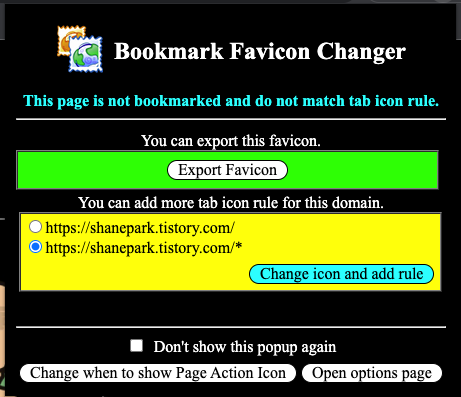 Bookmark Favicon Changer
This page is not bookmarked and do not match tab icon rule.
You can export this favicon.
Export Favicon
You can add more tab icon rule for this domain.
https://shanepark.tistory.com/
https://shanepark.tistory.com/*
Change icon and add rule
Don't show this popup again
Change when to show Page Action Icon Open options page